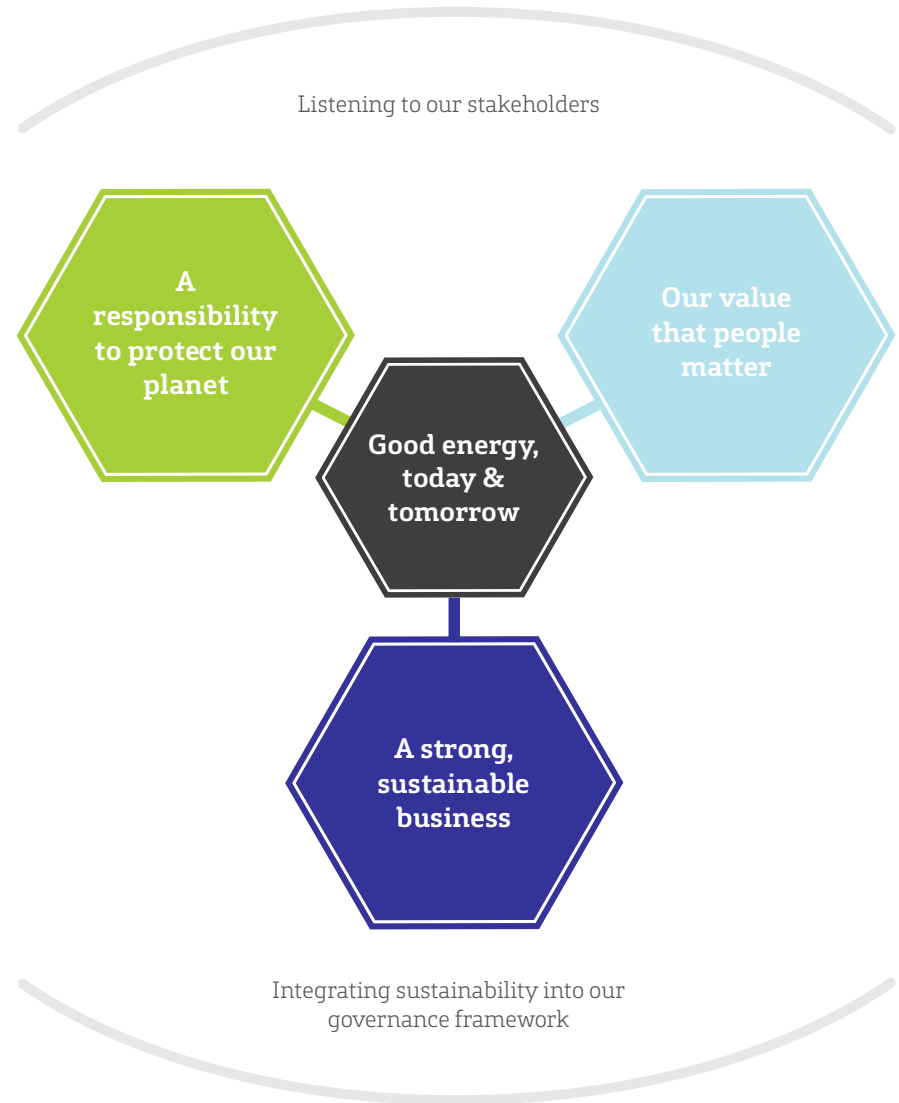 Listening to our stakeholders
A
responsibility
to protect our
planet
Our value
that people
matter
Good energy,
today &
tomorrow
A strong,
sustainable
business
Integrating sustainability into our
governance framework